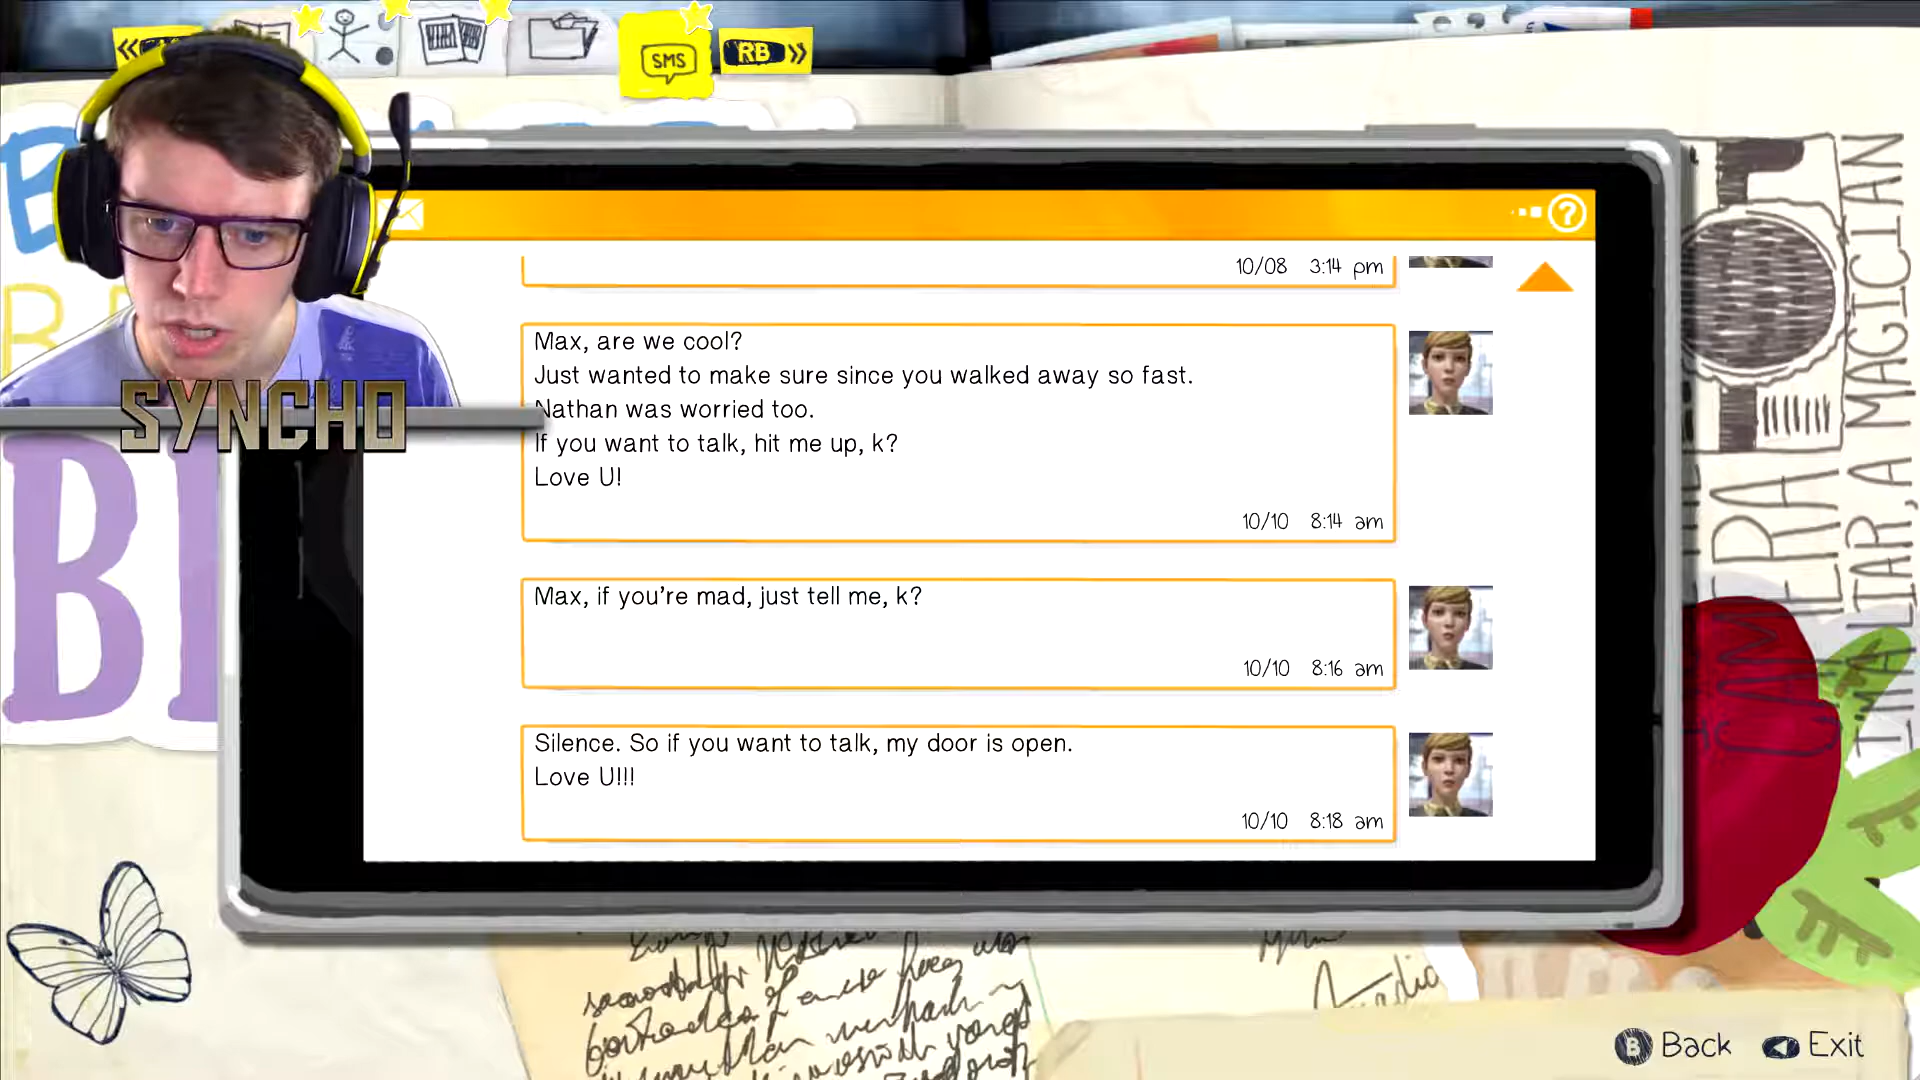 SMS
RB
10/08 3:14 pm
Max, are we cool?
Just wanted to make sure since you walked away so fast.
Nathan was worried too.
If you want to talk, hit me up, k?
Love U!
10/10 8:14 am
Max, if you're mad, just tell me, k?
10/10 8:16 am
Silence. So if you want to talk, my door is open.
Love U!!!
10/10 8:18 am
SYNCHO
?
B Back
Exit